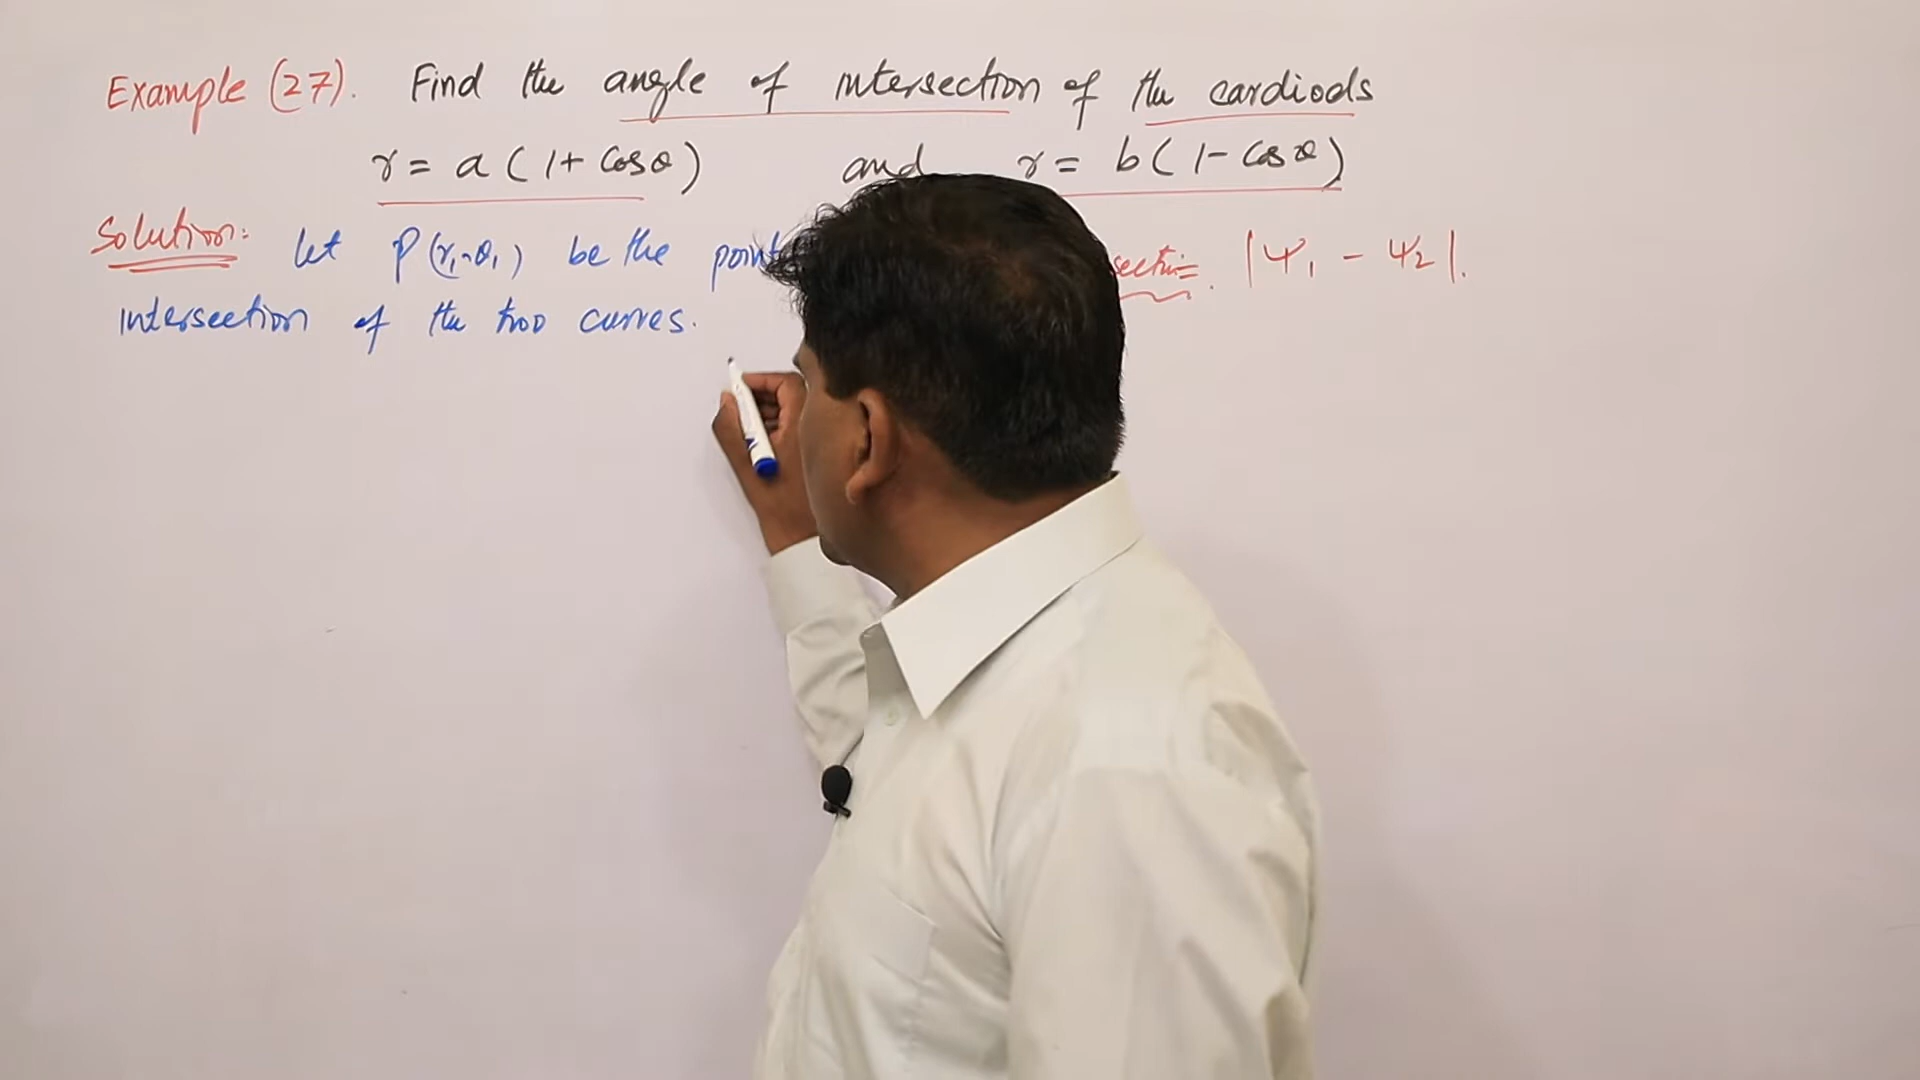 Example (27). Find the angle of intersection of the cardiods
r = a (1 + Cosθ) and r = b (1 - Cosθ)
Solution: let P(r₁, θ₁) be the point |ψ₁ - ψ₂|.
intersection of the two curves.